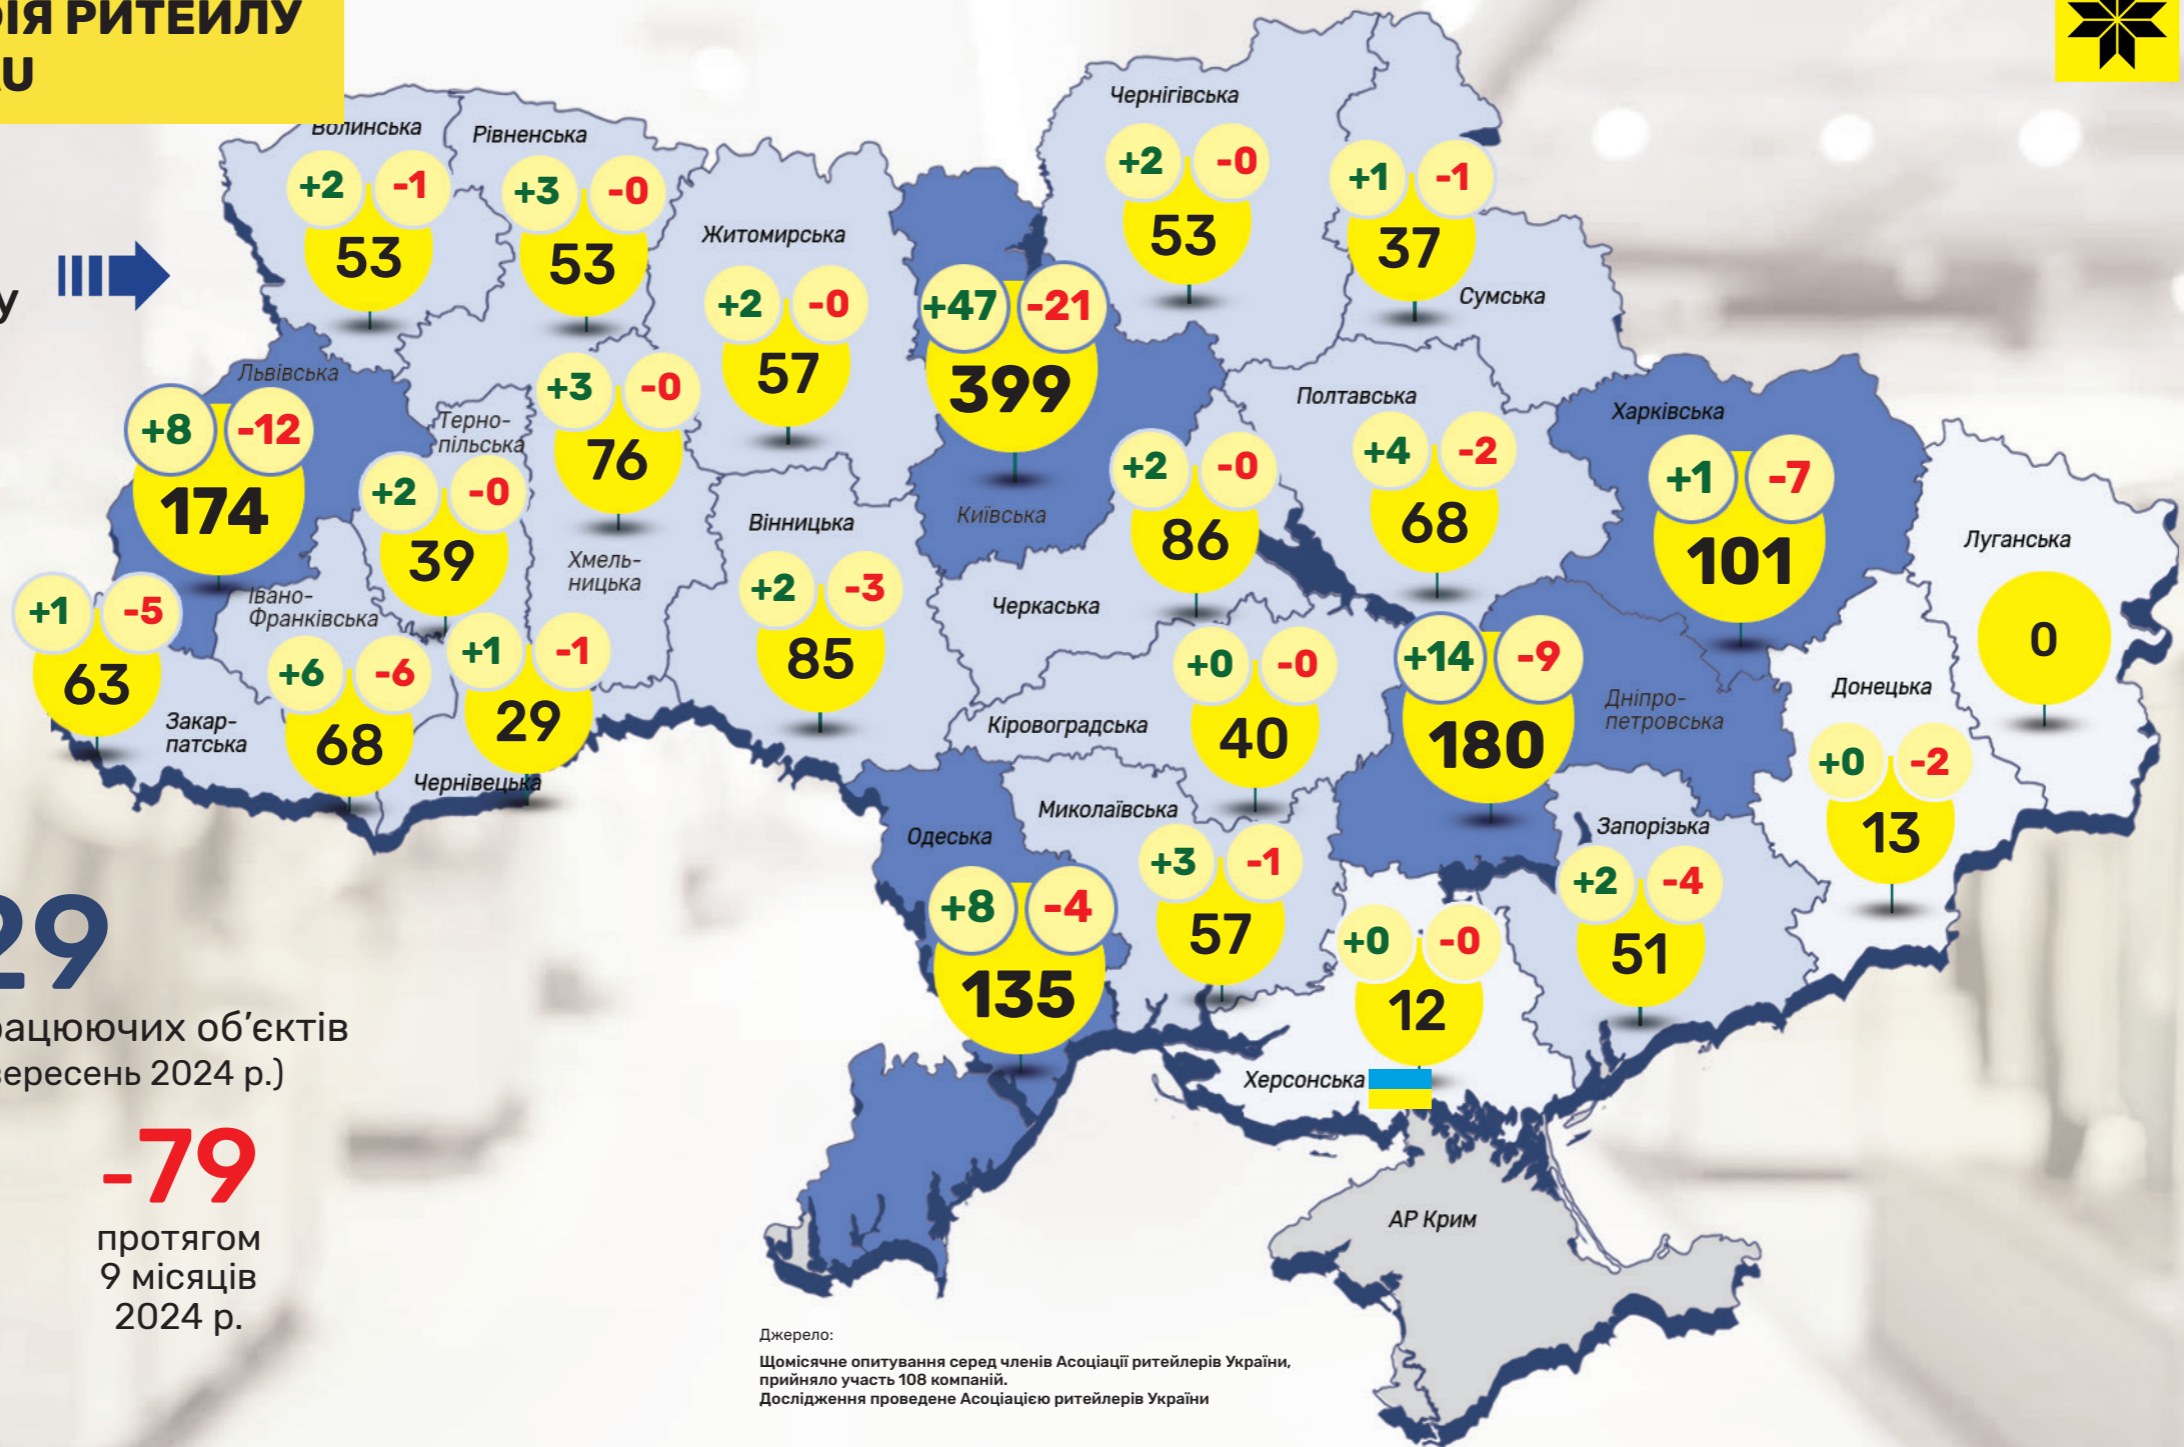 РИТЕЙЛУ
Волинська
+2 -1
53
Рівненська
+3 -0
53
Житомирська
+2 -0
57
+47 -21
399
Київська
Чернігівська
+2 -0
53
+1 -1
37
Сумська
Львівська
+8 -12
174
Терно-
пільська
+2 -0
39
+3 -0
76
Хмель-
ницька
Вінницька
+2 -3
85
+2 -0
86
Черкаська
Полтавська
+4 -2
68
Харківська
+1 -7
101
Луганська
0
+1 -5
63
Закар-
патська
Івано-
Франківська
+6 -6
68
+1 -1
29
Чернівецька
Кіровоградська
+0 -0
40
+14 -9
180
Дніпро-
петровська
Донецька
+0 -2
13
Одеська
+8 -4
135
Миколаївська
+3 -1
57
+0 -0
12
Херсонська
Запорізька
+2 -4
51
АР Крим
29
об’єктів
2024 р.)
-79
протягом
9 місяців
2024 р.
Джерело:
Щомісячне опитування серед членів Асоціації ритейлерів України,
прийняло участь 108 компаній.
Дослідження проведене Асоціацією ритейлерів України